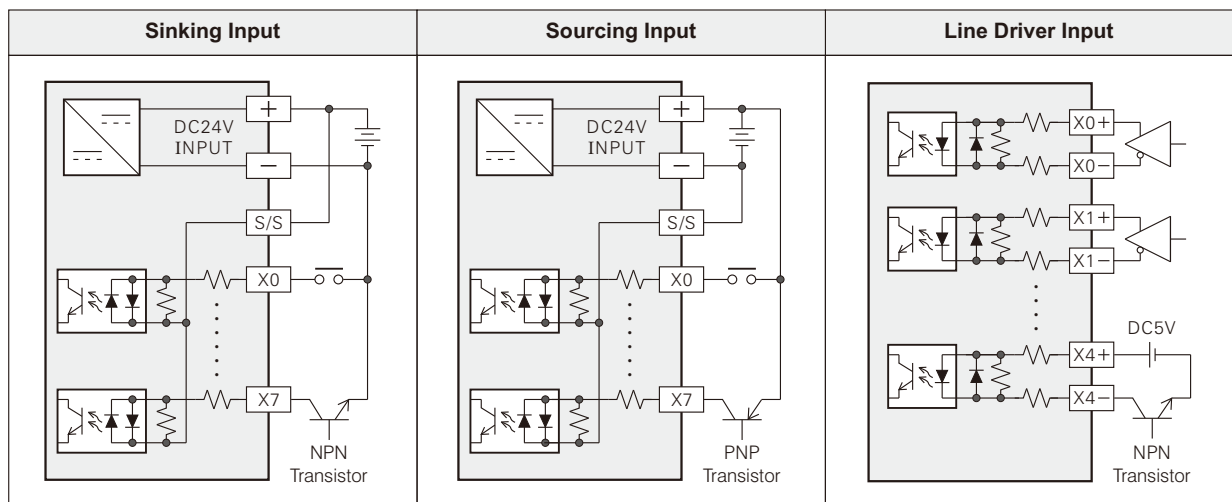 Sinking Input
Sourcing Input
Line Driver Input
+
DC24V
INPUT
−
S/S
X0
X7
NPN
Transistor
+
DC24V
INPUT
−
S/S
X0
X7
PNP
Transistor
X0+
X0−
X1+
X1−
DC5V
X4+
X4−
NPN
Transistor